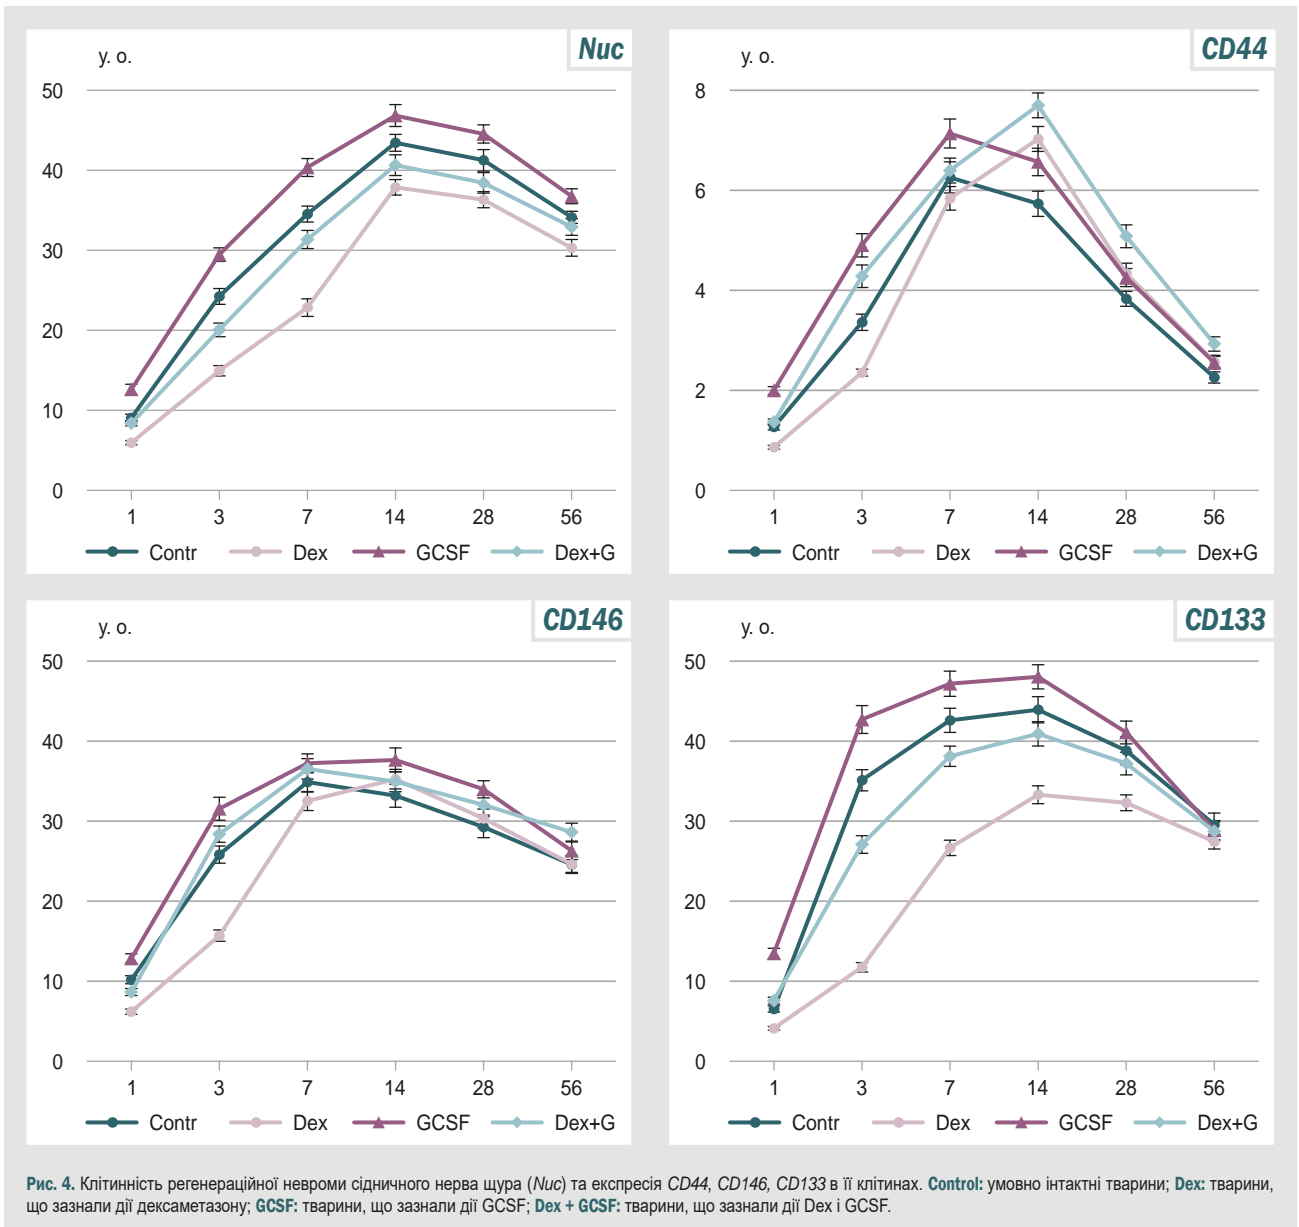 у. о.
Nuc
50
40
30
20
10
0
1 3 7 14 28 56
Contr Dex GCSF Dex+G
у. о.
CD44
8
6
4
2
0
1 3 7 14 28 56
Contr Dex GCSF Dex+G
у. о.
CD146
50
40
30
20
10
0
1 3 7 14 28 56
Contr Dex GCSF Dex+G
у. о.
CD133
50
40
30
20
10
0
1 3 7 14 28 56
Contr Dex GCSF Dex+G
Рис. 4. Клітинність регенераційної невроми сідничного нерва щура (Nuc) та експресія CD44, CD146, CD133 в її клітинах. Control: умовно інтактні тварини; Dex: тварини,
що зазнали дії дексаметазону; GCSF: тварини, що зазнали дії GCSF; Dex + GCSF: тварини, що зазнали дії Dex і GCSF.